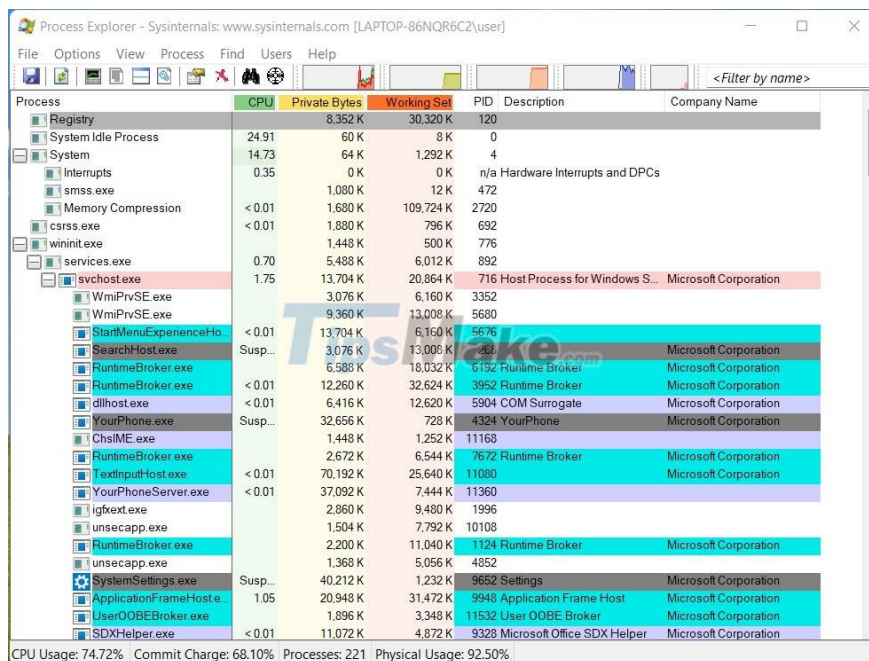 Process Explorer - Sysinternals: www.sysinternals.com [LAPTOP-86NQR6C2\user]
File Options View Process Find Users Help
<Filter by name>
Process CPU Private Bytes Working Set PID Description Company Name
Registry 8,352 K 30,320 K 120
System Idle Process 24.91 60 K 8 K 0
System 14.73 64 K 1,292 K 4
Interrupts 0.35 0 K 0 K n/a Hardware Interrupts and DPCs
smss.exe 1,080 K 12 K 472
Memory Compression < 0.01 1,680 K 109,724 K 2720
csrss.exe < 0.01 1,880 K 796 K 692
wininit.exe 1,448 K 500 K 776
services.exe 0.70 5,488 K 6,012 K 892
svchost.exe 1.75 13,704 K 20,864 K 716 Host Process for Windows S... Microsoft Corporation
WmiPrvSE.exe 3,076 K 6,160 K 3352
WmiPrvSE.exe 9,360 K 13,008 K 5680
StartMenuExperienceHo... < 0.01 13,704 K 6,160 K 5676
SearchHost.exe Susp... 3,076 K 13,008 K 268 Microsoft Corporation
RuntimeBroker.exe 6,588 K 18,032 K 6192 Runtime Broker Microsoft Corporation
RuntimeBroker.exe < 0.01 12,260 K 32,624 K 3952 Runtime Broker Microsoft Corporation
dllhost.exe < 0.01 6,416 K 12,620 K 5904 COM Surrogate Microsoft Corporation
YourPhone.exe Susp... 32,656 K 728 K 4324 YourPhone Microsoft Corporation
ChsIME.exe 1,448 K 1,252 K 11168
RuntimeBroker.exe 2,672 K 6,544 K 7672 Runtime Broker Microsoft Corporation
TextInputHost.exe < 0.01 70,192 K 25,640 K 11080 Microsoft Corporation
YourPhoneServer.exe < 0.01 37,092 K 7,444 K 11360
igfxext.exe 2,860 K 9,480 K 1996
unsecapp.exe 1,504 K 7,792 K 10108
RuntimeBroker.exe 2,200 K 11,040 K 1124 Runtime Broker Microsoft Corporation
unsecapp.exe 1,368 K 5,056 K 4852
SystemSettings.exe Susp... 40,212 K 1,232 K 9652 Settings Microsoft Corporation
ApplicationFrameHost.e... 1.05 20,948 K 31,472 K 9948 Application Frame Host Microsoft Corporation
UserOOBEBroker.exe 1,896 K 3,348 K 11532 User OOBE Broker Microsoft Corporation
SDXHelper.exe < 0.01 11,072 K 4,872 K 9328 Microsoft Office SDX Helper Microsoft Corporation
TipsMake.com
CPU Usage: 74.72% Commit Charge: 68.10% Processes: 221 Physical Usage: 92.50%